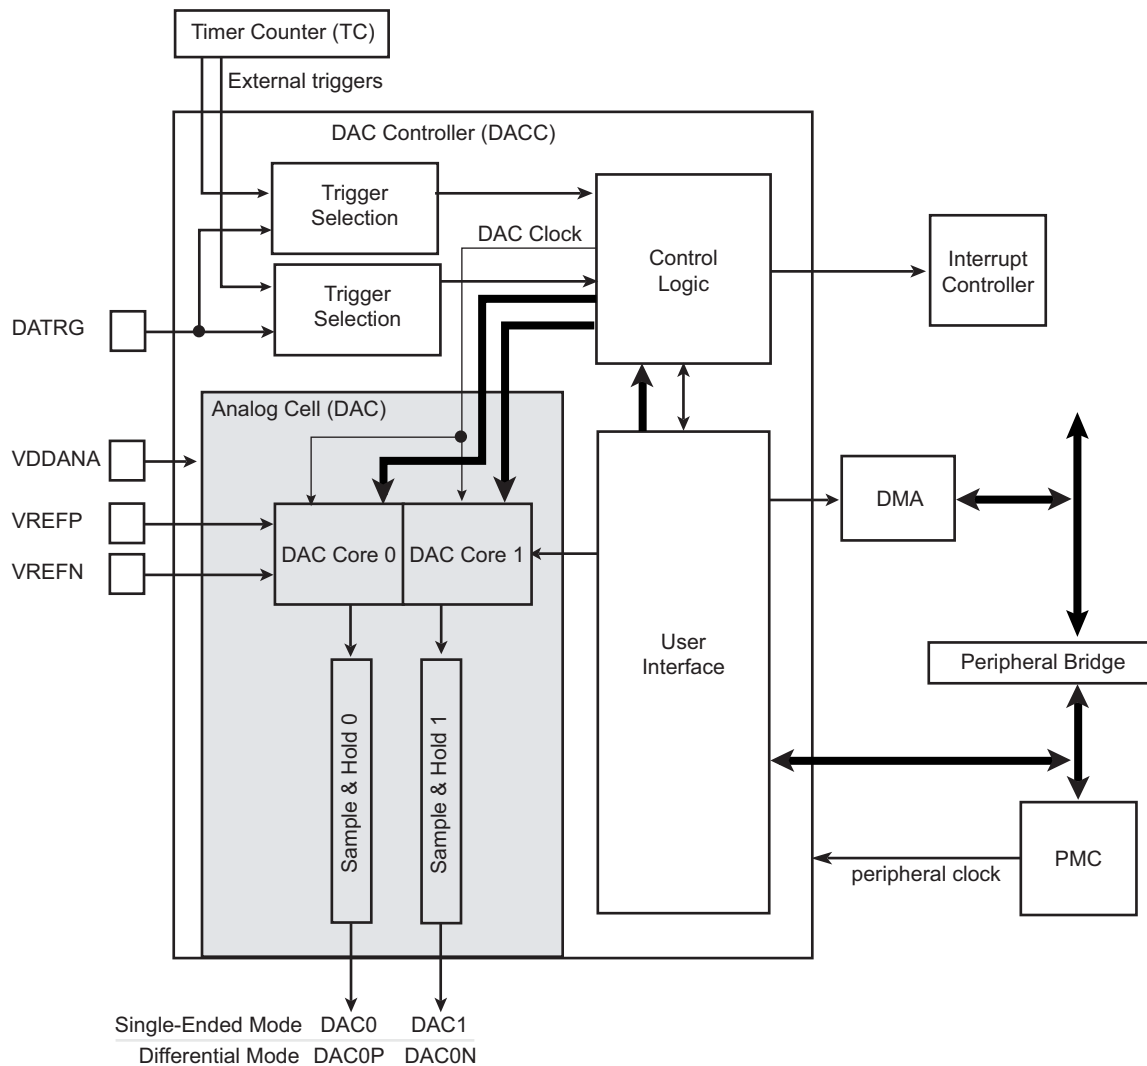 Timer Counter (TC)
External triggers
DAC Controller (DACC)
Trigger
Selection
DAC Clock
Control
Logic
Interrupt
Controller
Trigger
Selection
DATRG
Analog Cell (DAC)
VDDANA
VREFP
VREFN
DAC Core 0
DAC Core 1
DMA
User
Interface
Peripheral Bridge
Sample & Hold 0
Sample & Hold 1
PMC
peripheral clock
Single-Ended Mode DAC0 DAC1
Differential Mode DAC0P DAC0N